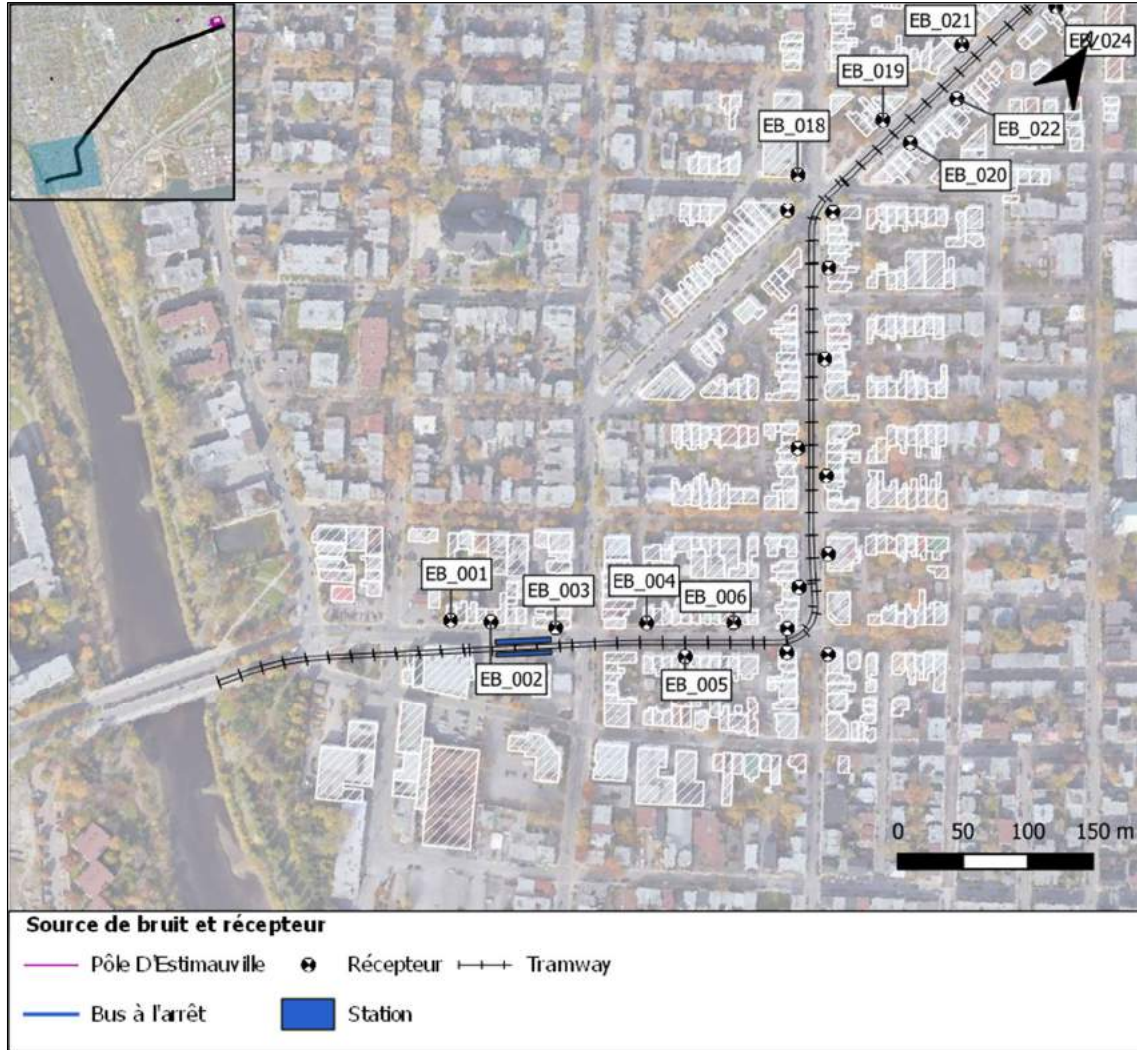 EB_021
EB_024
EB_019
EB_018
EB_022
EB_020
EB_001
EB_003
EB_004
EB_006
EB_002
EB_005
0 50 100 150 m
Source de bruit et récepteur
Pôle D'Estimauville
Récepteur
Tramway
Bus à l'arrêt
Station